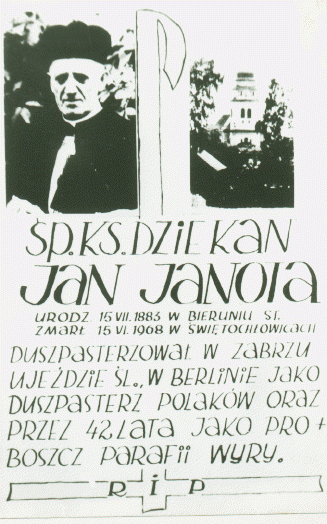 ŚP. KS. DZIEKAN
JAN JANOTA
URODZ. 15 VII. 1883 W BIERUNIU ST.
ZMARŁ 15 VI. 1968 W ŚWIĘTOCHŁOWICACH
DUSZPASTERZOWAŁ W ZABRZU
UJEŹDZIE ŚL., W BERLINIE JAKO
DUSZPASTERZ POLAKÓW ORAZ
PRZEZ 42 LATA JAKO PRO +
BOSZCZ PARAFII WYRY.
R I P